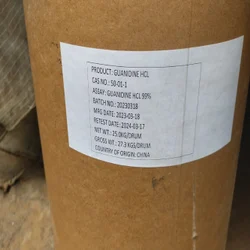 PRODUCT: GUANIDINE HCL
CAS NO.: 50-01-1
ASSAY: GUANIDINE HCL 99%
BATCH NO: 20230318
MFG DATE: 2023-03-18
RETEST DATE: 2024-03-17
NET WT: 25.0KG/DRUM
GROSS WT: 27.3 KGS/DRUM
COUNTRY OF ORIGIN: CHINA